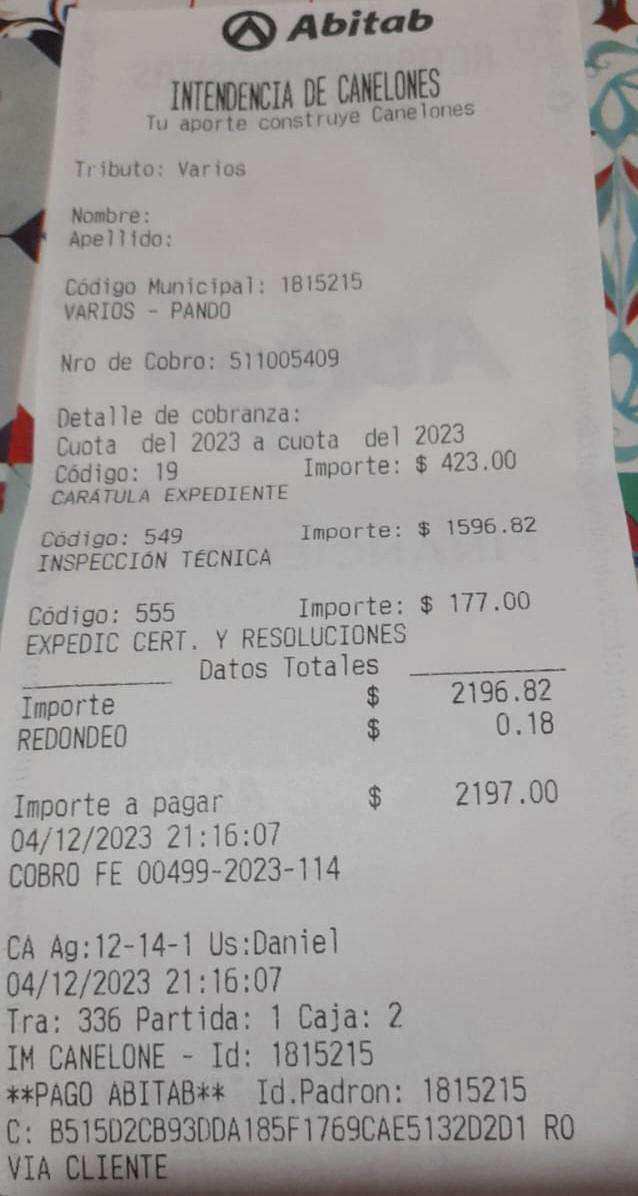 Abitab
INTENDENCIA DE CANELONES
Tu aporte construye Canelones
Tributo: Varios
Nombre:
Apellido:
Código Municipal: 1815215
VARIOS - PANDO
Nro de Cobro: 511005409
Detalle de cobranza:
Cuota del 2023 a cuota del 2023
Código: 19 Importe: $ 423.00
CARÁTULA EXPEDIENTE
Código: 549 Importe: $ 1596.82
INSPECCIÓN TÉCNICA
Código: 555 Importe: $ 177.00
EXPEDIC CERT. Y RESOLUCIONES
Datos Totales
Importe $ 2196.82
REDONDEO $ 0.18
Importe a pagar $ 2197.00
04/12/2023 21:16:07
COBRO FE 00499-2023-114
CA Ag:12-14-1 Us:Daniel
04/12/2023 21:16:07
Tra: 336 Partida: 1 Caja: 2
IM CANELONE - Id: 1815215
**PAGO ABITAB** Id.Padron: 1815215
C: B515D2CB93DDA185F1769CAE5132D2D1 RO
VIA CLIENTE